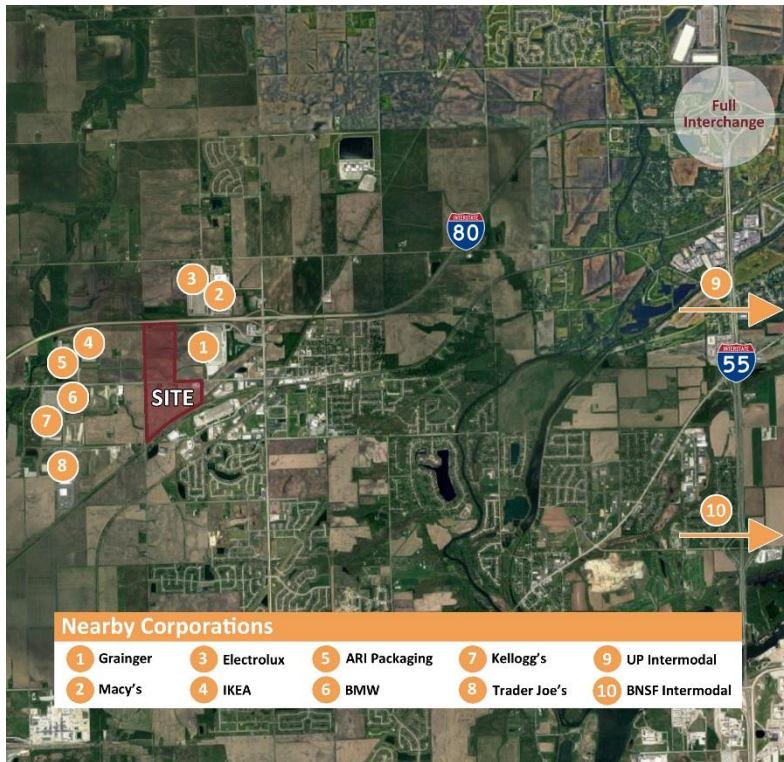 Full
Interchange
INTERSTATE
80
9
3
2
4
1
5
INTERSTATE
55
6
SITE
7
8
10
Nearby Corporations
1 Grainger
3 Electrolux
5 ARI Packaging
7 Kellogg's
9 UP Intermodal
2 Macy's
4 IKEA
6 BMW
8 Trader Joe's
10 BNSF Intermodal